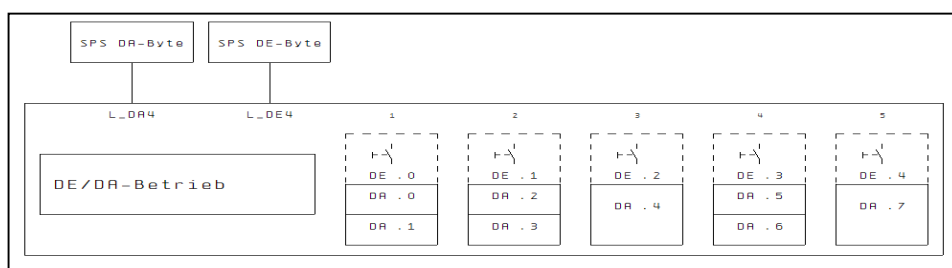 SPS DA-Byte SPS DE-Byte
L_DA4 L_DE4 1 2 3 4 5
DE/DA-Betrieb
DE .0 DE .1 DE .2 DE .3 DE .4
DA .0 DA .2 DA .4 DA .5 DA .7
DA .1 DA .3 DA .6